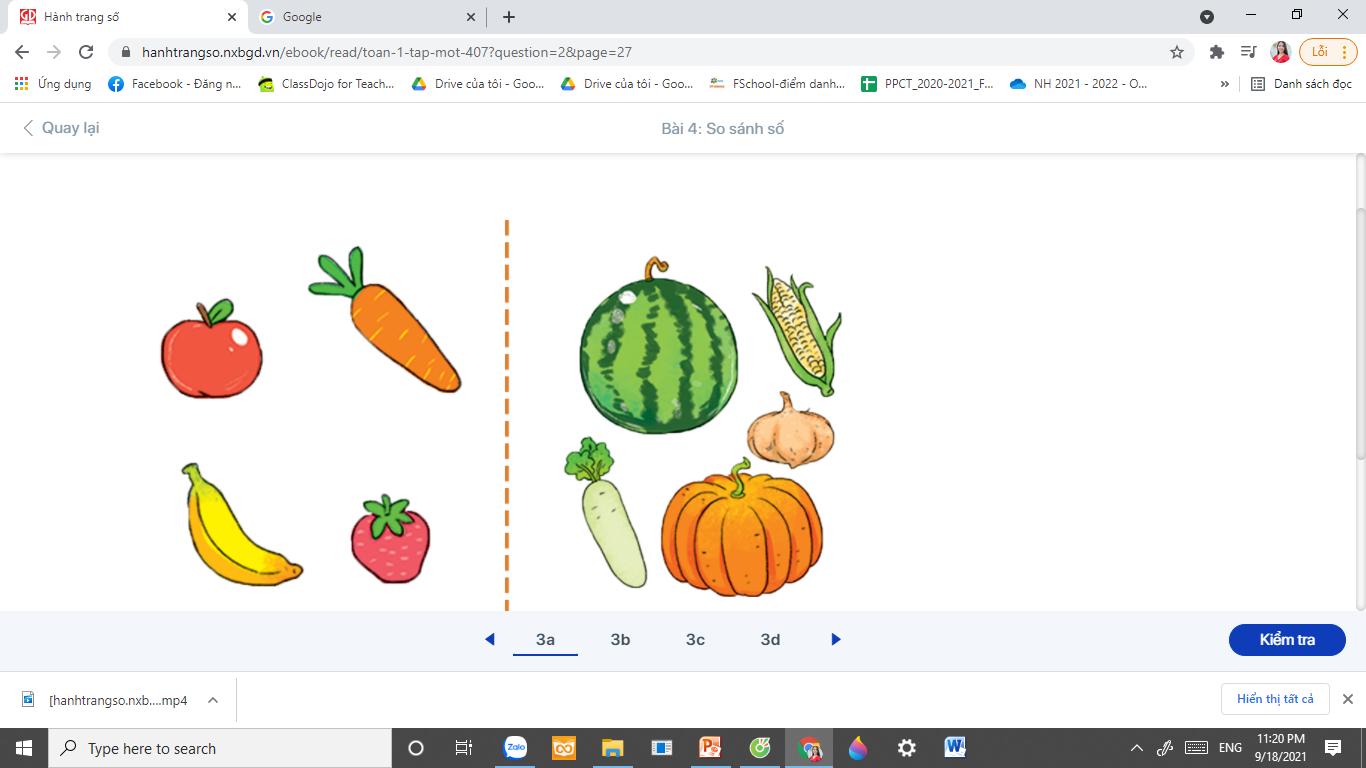 Hành trang số
Google
hanhtrangso.nxbgd.vn/ebook/read/toan-1-tap-mot-407?question=2&page=27
Lỗi
Ứng dụng
Facebook - Đăng n...
ClassDojo for Teach...
Drive của tôi - Goo...
Drive của tôi - Goo...
FSchool-điểm danh...
PPCT_2020-2021_F...
NH 2021 - 2022 - O...
»
Danh sách đọc
Quay lại
Bài 4: So sánh số
3a
3b
3c
3d
Kiểm tra
[hanhtrangso.nxb....mp4
Hiển thị tất cả
Type here to search
Zalo
ENG
11:20 PM
9/18/2021